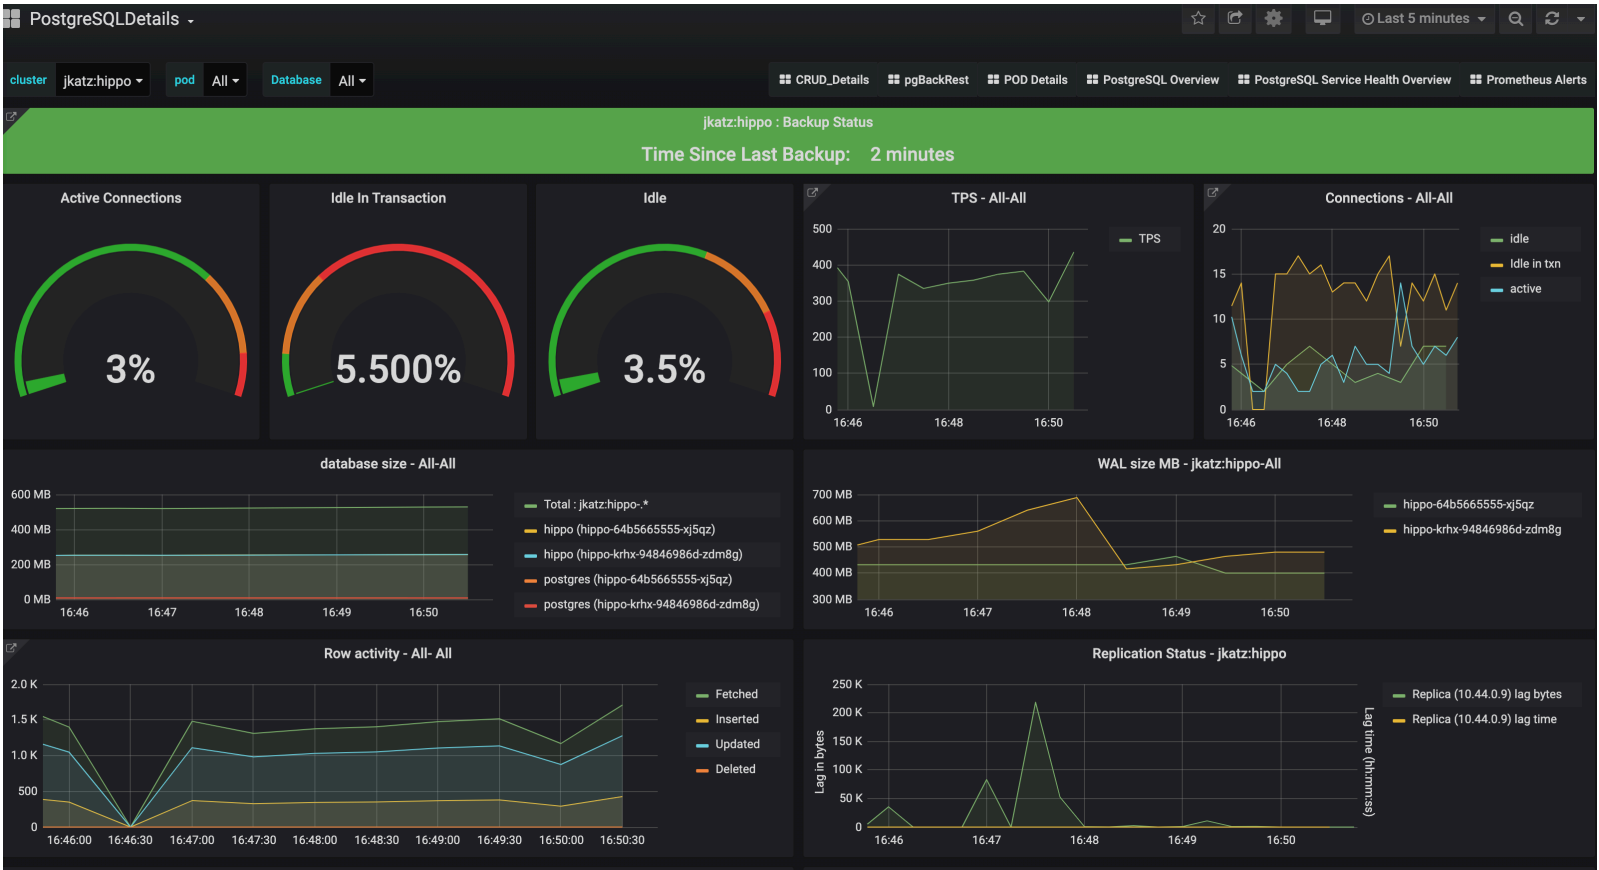 PostgreSQLDetails
Last 5 minutes
cluster jkatz:hippo pod All Database All
CRUD_Details pgBackRest POD Details PostgreSQL Overview PostgreSQL Service Health Overview Prometheus Alerts
jkatz:hippo : Backup Status
Time Since Last Backup: 2 minutes
Active Connections
3%
Idle In Transaction
5.500%
Idle
3.5%
TPS - All-All
500
400
300
200
100
0
16:46 16:48 16:50
TPS
Connections - All-All
20
15
10
5
0
16:46 16:48 16:50
idle
Idle in txn
active
database size - All-All
600 MB
400 MB
200 MB
0 MB
16:46 16:47 16:48 16:49 16:50
Total : jkatz:hippo-.*
hippo (hippo-64b5665555-xj5qz)
hippo (hippo-krhx-94846986d-zdm8g)
postgres (hippo-64b5665555-xj5qz)
postgres (hippo-krhx-94846986d-zdm8g)
WAL size MB - jkatz:hippo-All
700 MB
600 MB
500 MB
400 MB
300 MB
16:46 16:47 16:48 16:49 16:50
hippo-64b5665555-xj5qz
hippo-krhx-94846986d-zdm8g
Row activity - All- All
2.0 K
1.5 K
1.0 K
500
0
16:46:00 16:46:30 16:47:00 16:47:30 16:48:00 16:48:30 16:49:00 16:49:30 16:50:00 16:50:30
Fetched
Inserted
Updated
Deleted
Replication Status - jkatz:hippo
Lag in bytes
250 K
200 K
150 K
100 K
50 K
0
16:46 16:47 16:48 16:49 16:50
Lag time (hh:mm:ss)
Replica (10.44.0.9) lag bytes
Replica (10.44.0.9) lag time